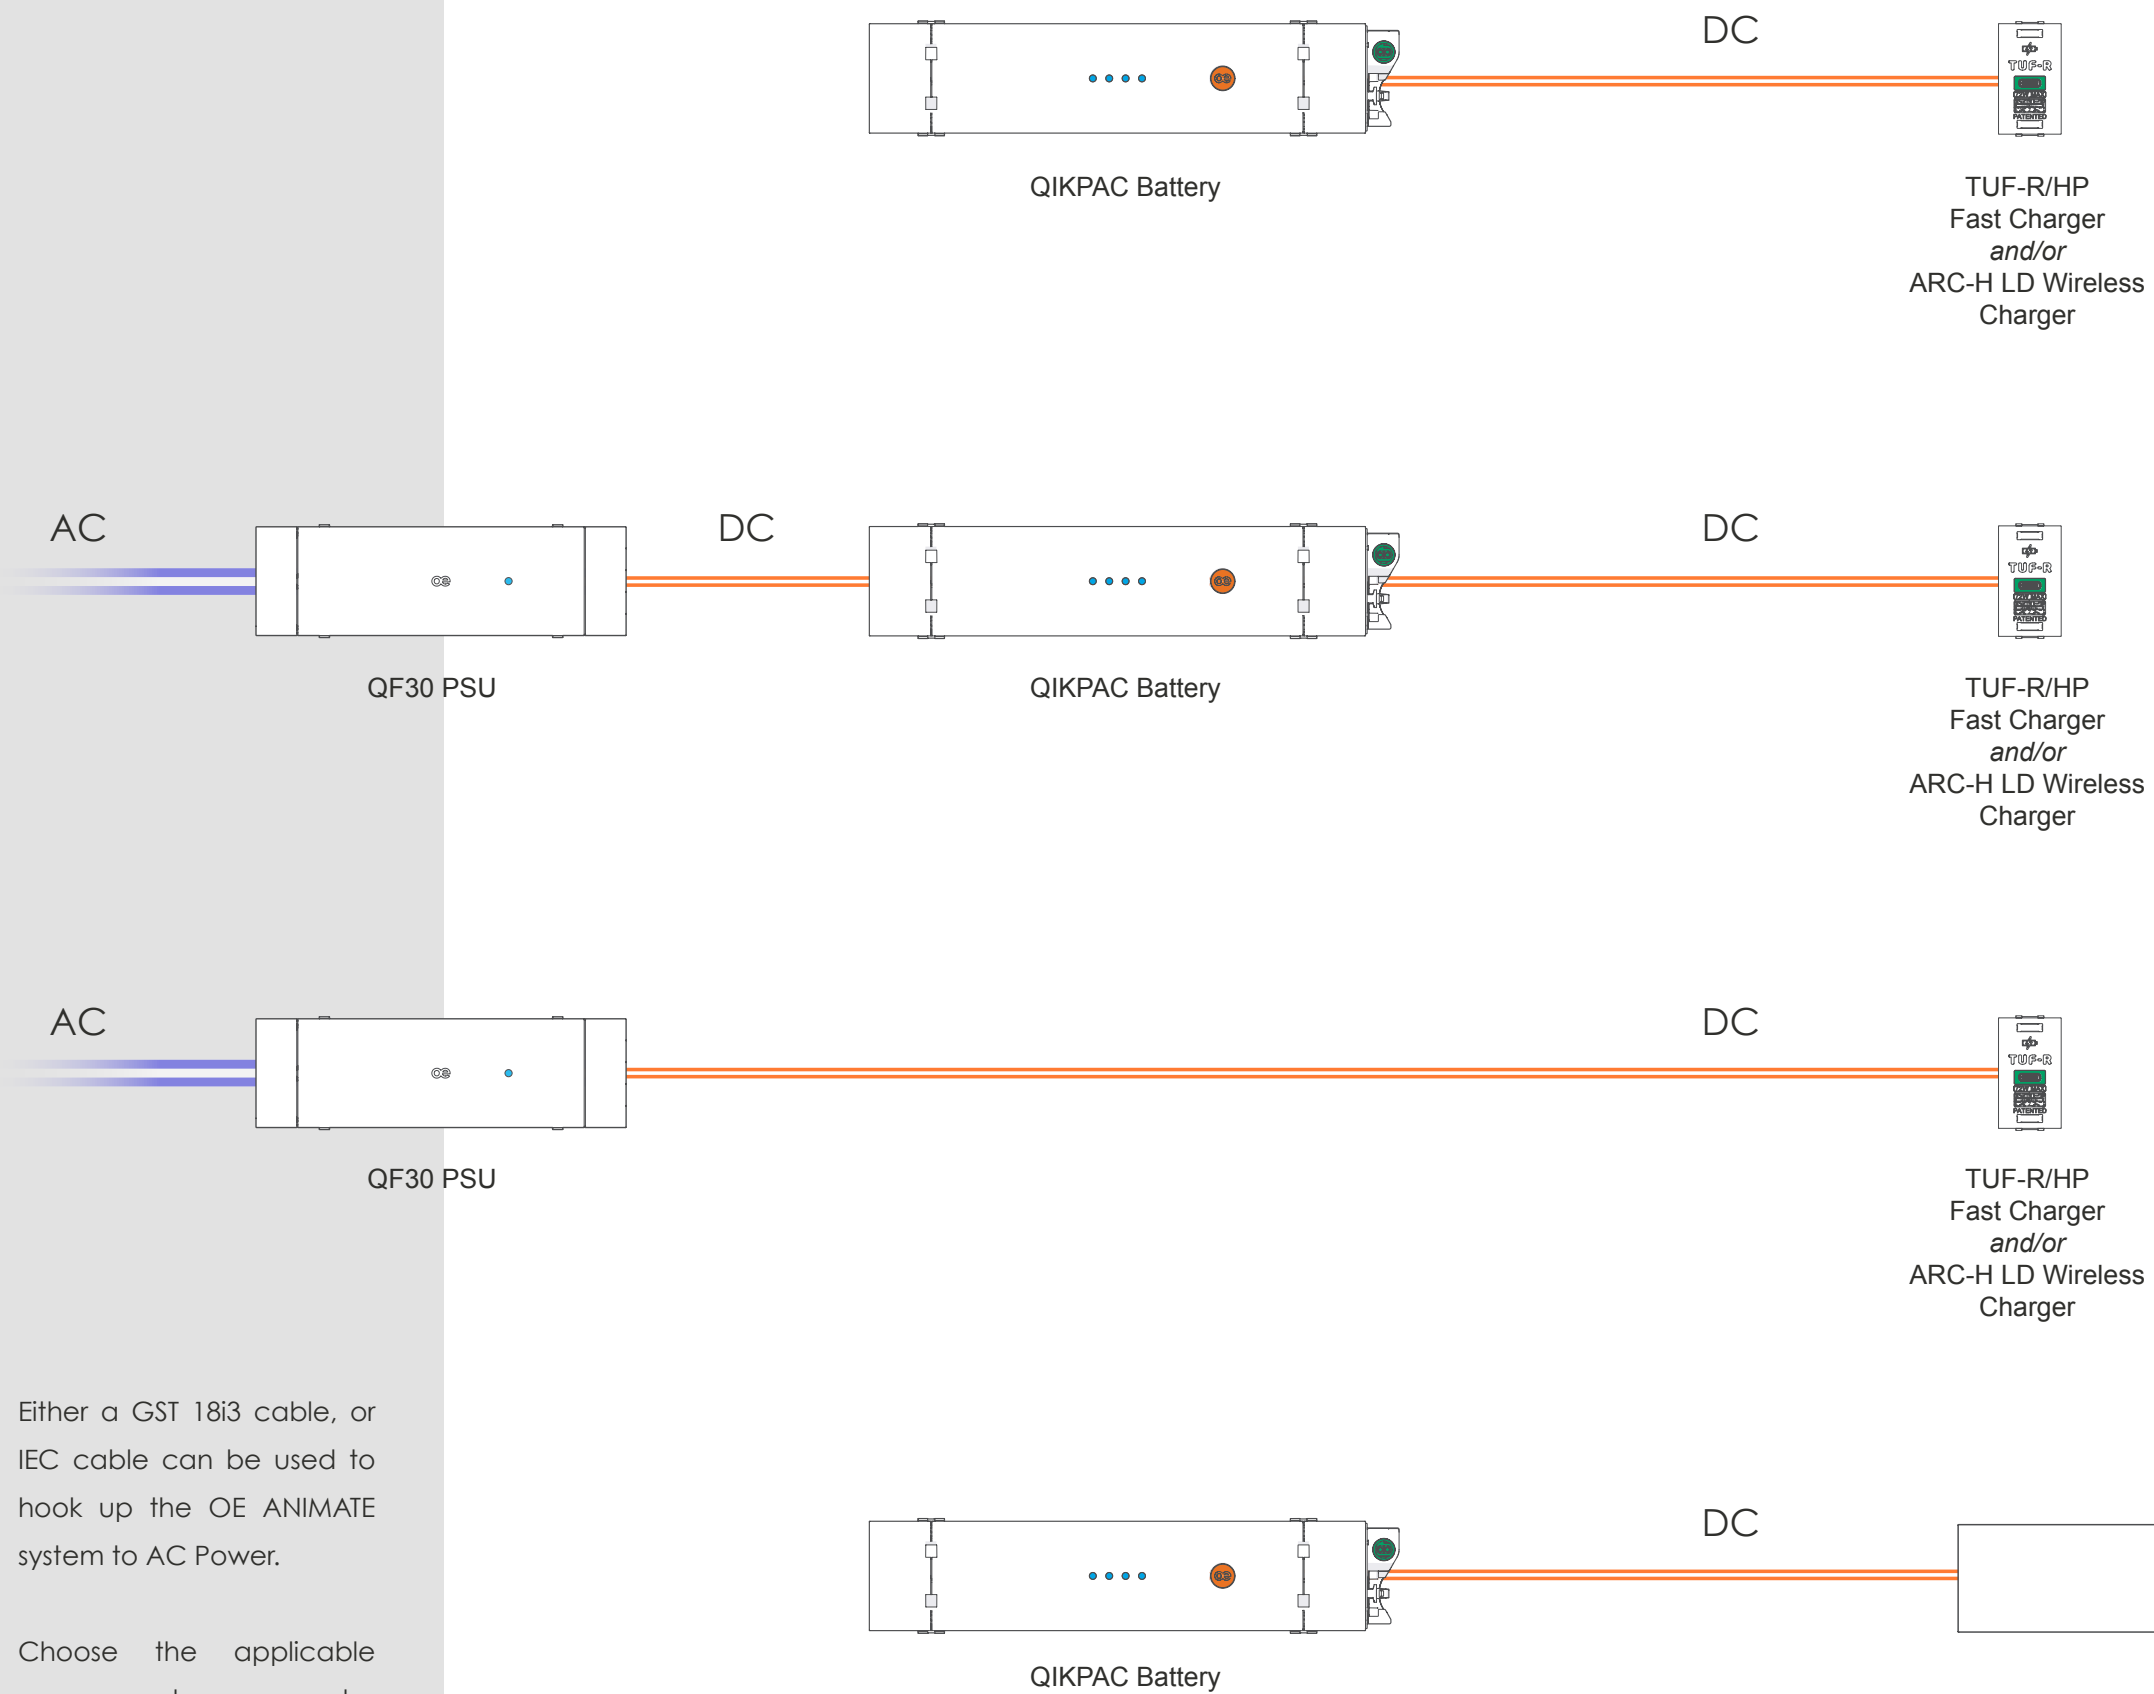 DC
TUF-R
PATENTED
QIKPAC Battery
TUF-R/HP
Fast Charger
and/or
ARC-H LD Wireless
Charger
AC
DC
DC
TUF-R
PATENTED
QF30 PSU
QIKPAC Battery
TUF-R/HP
Fast Charger
and/or
ARC-H LD Wireless
Charger
AC
DC
TUF-R
PATENTED
QF30 PSU
TUF-R/HP
Fast Charger
and/or
ARC-H LD Wireless
Charger
Either a GST 18i3 cable, or
IEC cable can be used to
hook up the OE ANIMATE
system to AC Power.
Choose the applicable
DC
QIKPAC Battery